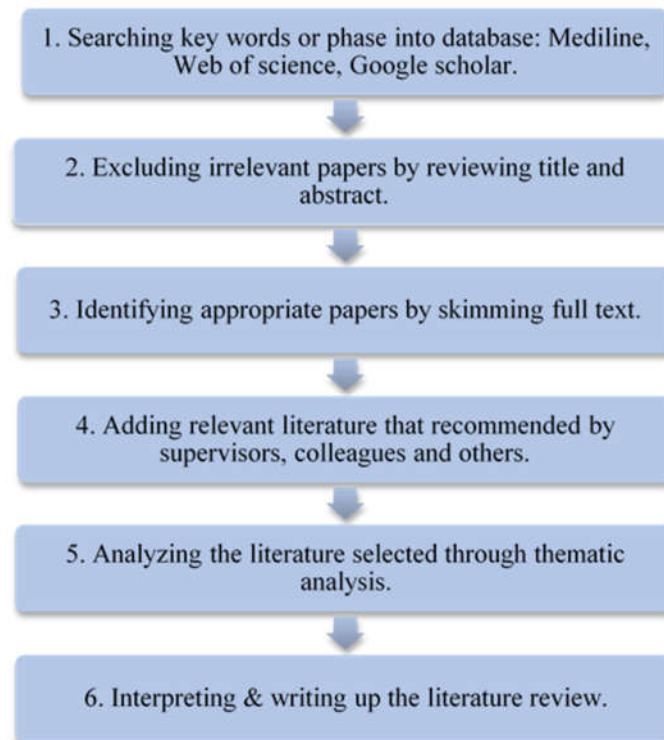 1. Searching key words or phase into database: Mediline,
Web of science, Google scholar.
2. Excluding irrelevant papers by reviewing title and
abstract.
3. Identifying appropriate papers by skimming full text.
4. Adding relevant literature that recommended by
supervisors, colleagues and others.
5. Analyzing the literature selected through thematic
analysis.
6. Interpreting & writing up the literature review.